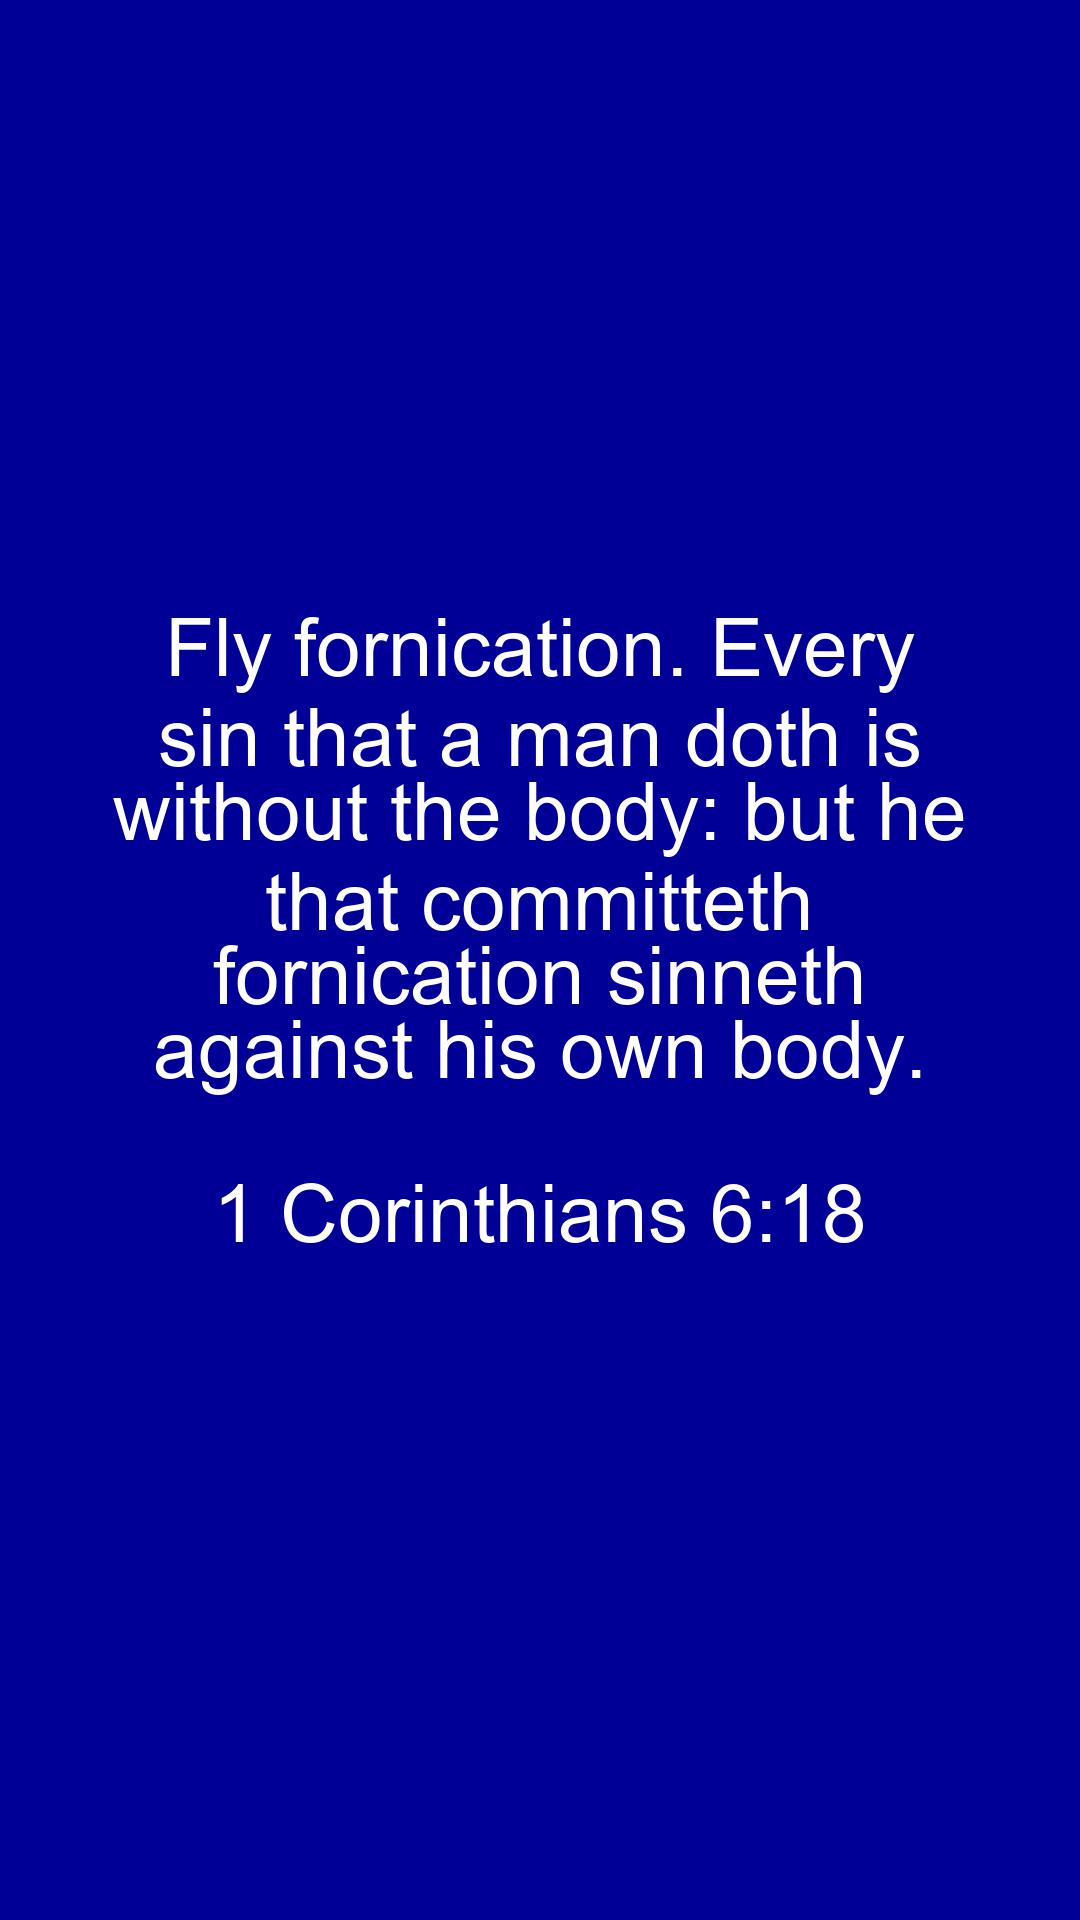 Fly fornication. Every
sin that a man doth is
without the body: but he
that committeth
fornication sinneth
against his own body.
1 Corinthians 6:18